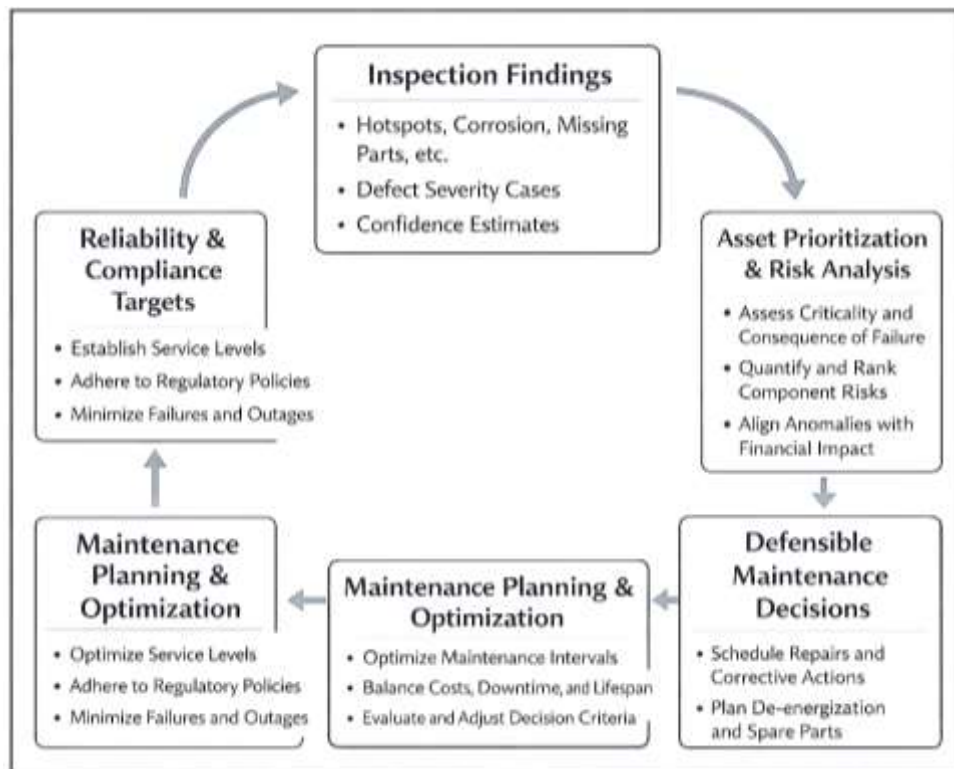 Inspection Findings
• Hotspots, Corrosion, Missing
Parts, etc.
• Defect Severity Cases
• Confidence Estimates
Asset Prioritization
& Risk Analysis
• Assess Criticality and
Consequence of Failure
• Quantify and Rank
Component Risks
• Align Anomalies with
Financial Impact
Defensible
Maintenance
Decisions
• Schedule Repairs and
Corrective Actions
• Plan De-energization
and Spare Parts
Maintenance Planning &
Optimization
• Optimize Maintenance Intervals
• Balance Costs, Downtime, and Lifespan
• Evaluate and Adjust Decision Criteria
Maintenance
Planning &
Optimization
• Optimize Service Levels
• Adhere to Regulatory Policies
• Minimize Failures and Outages
Reliability &
Compliance
Targets
• Establish Service Levels
• Adhere to Regulatory Policies
• Minimize Failures and Outages